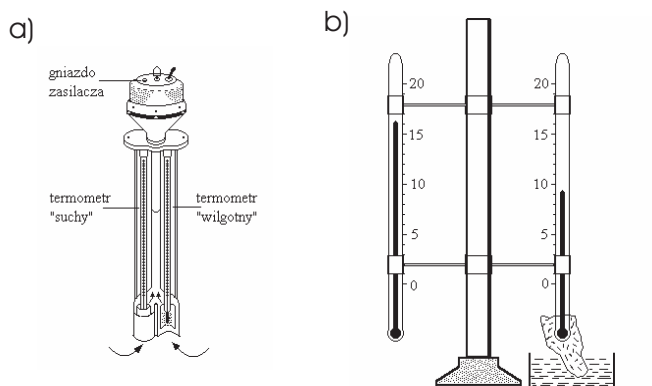 a)
gniazdo
zasilacza
termometr
"suchy"
termometr
"wilgotny"
b)
20
15
10
5
0
20
15
10
5
0